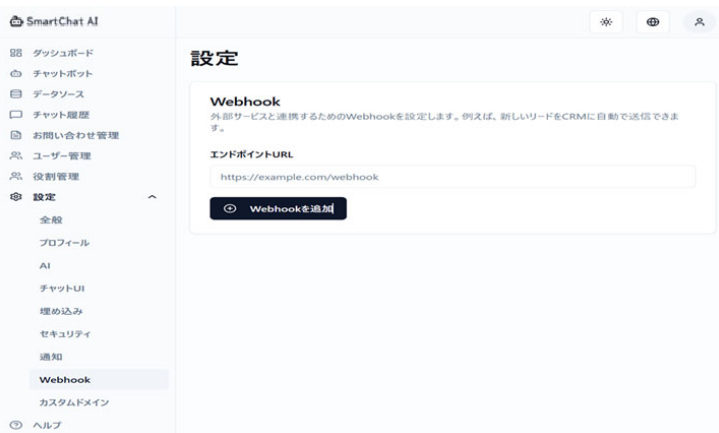 SmartChat AI
ダッシュボード
チャットボット
データソース
チャット履歴
お問い合わせ管理
ユーザー管理
役割管理
設定
全般
プロフィール
AI
チャットUI
埋め込み
セキュリティ
通知
Webhook
カスタムドメイン
ヘルプ
設定
Webhook
外部サービスと連携するためのWebhookを設定します。例えば、新しいリードをCRMに自動で送信できま
す。
エンドポイントURL
https://example.com/webhook
Webhookを追加